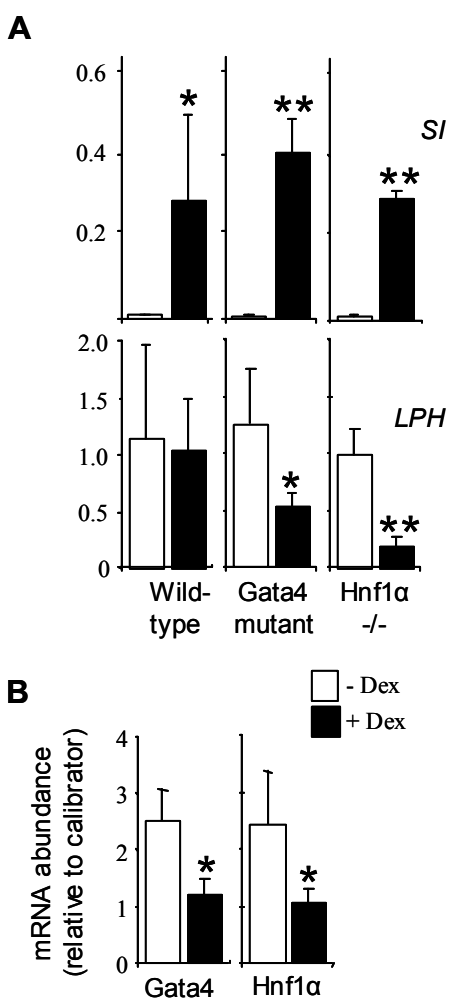 A
0.6
*
**
SI
0.4
**
0.2
2.0
1.5
LPH
1.0
*
0.5
**
0
Wild-
type
Gata4
mutant
Hnf1α
-/-
B
- Dex
+ Dex
mRNA abundance
(relative to calibrator)
4
3
2
*
*
1
0
Gata4
Hnf1α